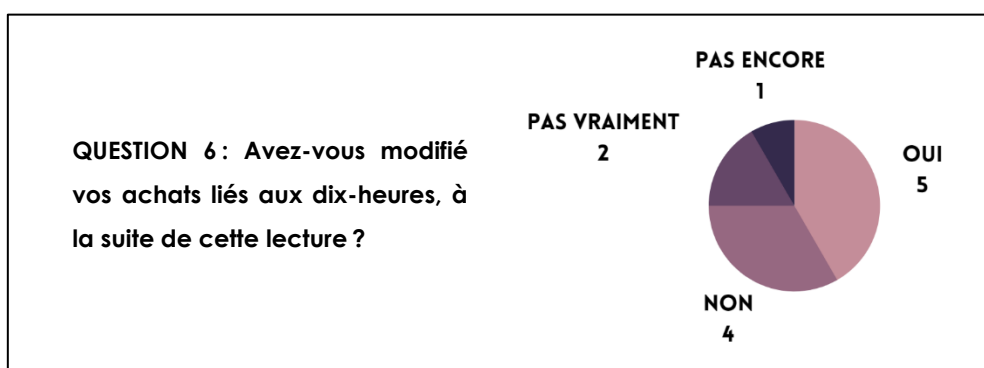 QUESTION 6 : Avez-vous modifié
vos achats liés aux dix-heures, à
la suite de cette lecture ?
PAS ENCORE
1
PAS VRAIMENT
2
OUI
5
NON
4